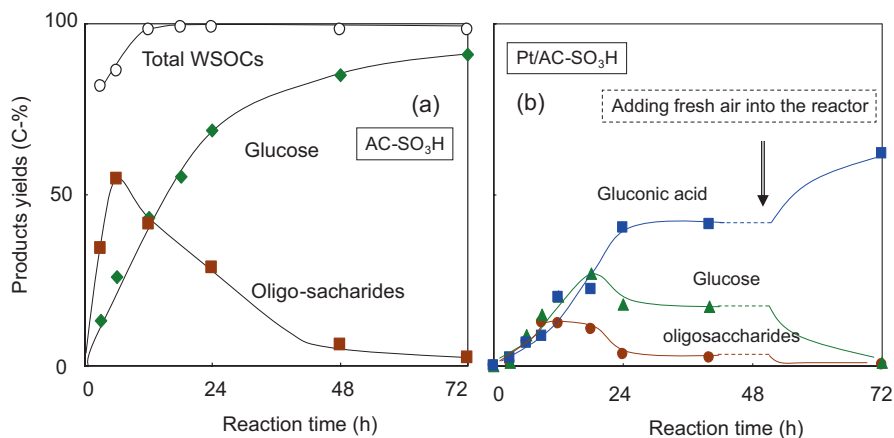 100
50
0
Products yields (C-%)
Total WSOCs
(a)
Glucose
AC-SO₃H
Oligo-sacharides
0 24 48 72
Reaction time (h)
Pt/AC-SO₃H
(b)
Adding fresh air into the reactor
Gluconic acid
Glucose
oligosaccharides
0 24 48 72
Reaction time (h)